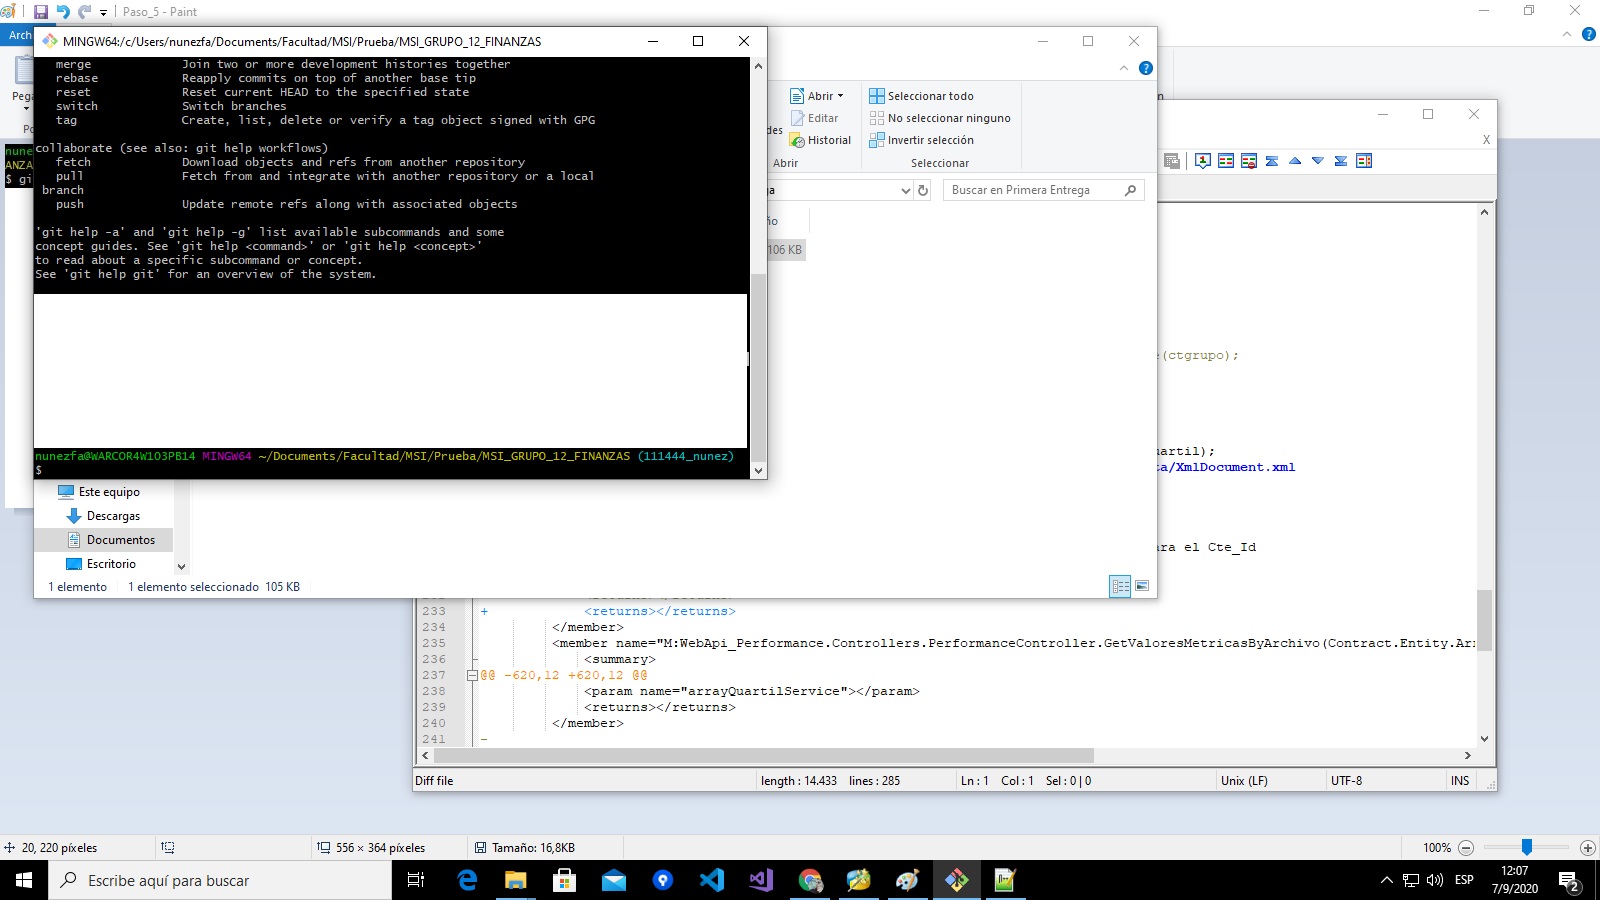 Paso_5 - Paint
Arch
MINGW64:/c/Users/nunezfa/Documents/Facultad/MSI/Prueba/MSI_GRUPO_12_FINANZAS
merge Join two or more development histories together
rebase Reapply commits on top of another base tip
reset Reset current HEAD to the specified state
switch Switch branches
tag Create, list, delete or verify a tag object signed with GPG
collaborate (see also: git help workflows)
fetch Download objects and refs from another repository
pull Fetch from and integrate with another repository or a local
branch
push Update remote refs along with associated objects
'git help -a' and 'git help -g' list available subcommands and some
concept guides. See 'git help <command>' or 'git help <concept>'
to read about a specific subcommand or concept.
See 'git help git' for an overview of the system.
nunezfa@WARCOR4W103PB14 MINGW64 ~/Documents/Facultad/MSI/Prueba/MSI_GRUPO_12_FINANZAS (111444_nunez)
$
Pega
nune
ANZA
$ gi
Abrir
Editar
des Historial
Abrir
Seleccionar todo
No seleccionar ninguno
Invertir selección
Seleccionar
ga
Buscar en Primera Entrega
ño
106 KB
X
e(ctgrupo);
uartil);
ta/XmlDocument.xml
ara el Cte_Id
Este equipo
Descargas
Documentos
Escritorio
1 elemento 1 elemento seleccionado 105 KB
233 + <returns></returns>
234 </member>
235 <member name="M:WebApi_Performance.Controllers.PerformanceController.GetValoresMetricasByArchivo(Contract.Entity.Arr
236 <summary>
237 @@ -620,12 +620,12 @@
238 <param name="arrayQuartilService"></param>
239 <returns></returns>
240 </member>
241 -
Diff file length : 14.433 lines : 285 Ln : 1 Col : 1 Sel : 0 | 0 Unix (LF) UTF-8 INS
20, 220 píxeles 556 × 364 píxeles Tamaño: 16,8KB 100%
Escribe aquí para buscar
ESP
12:07
7/9/2020
2